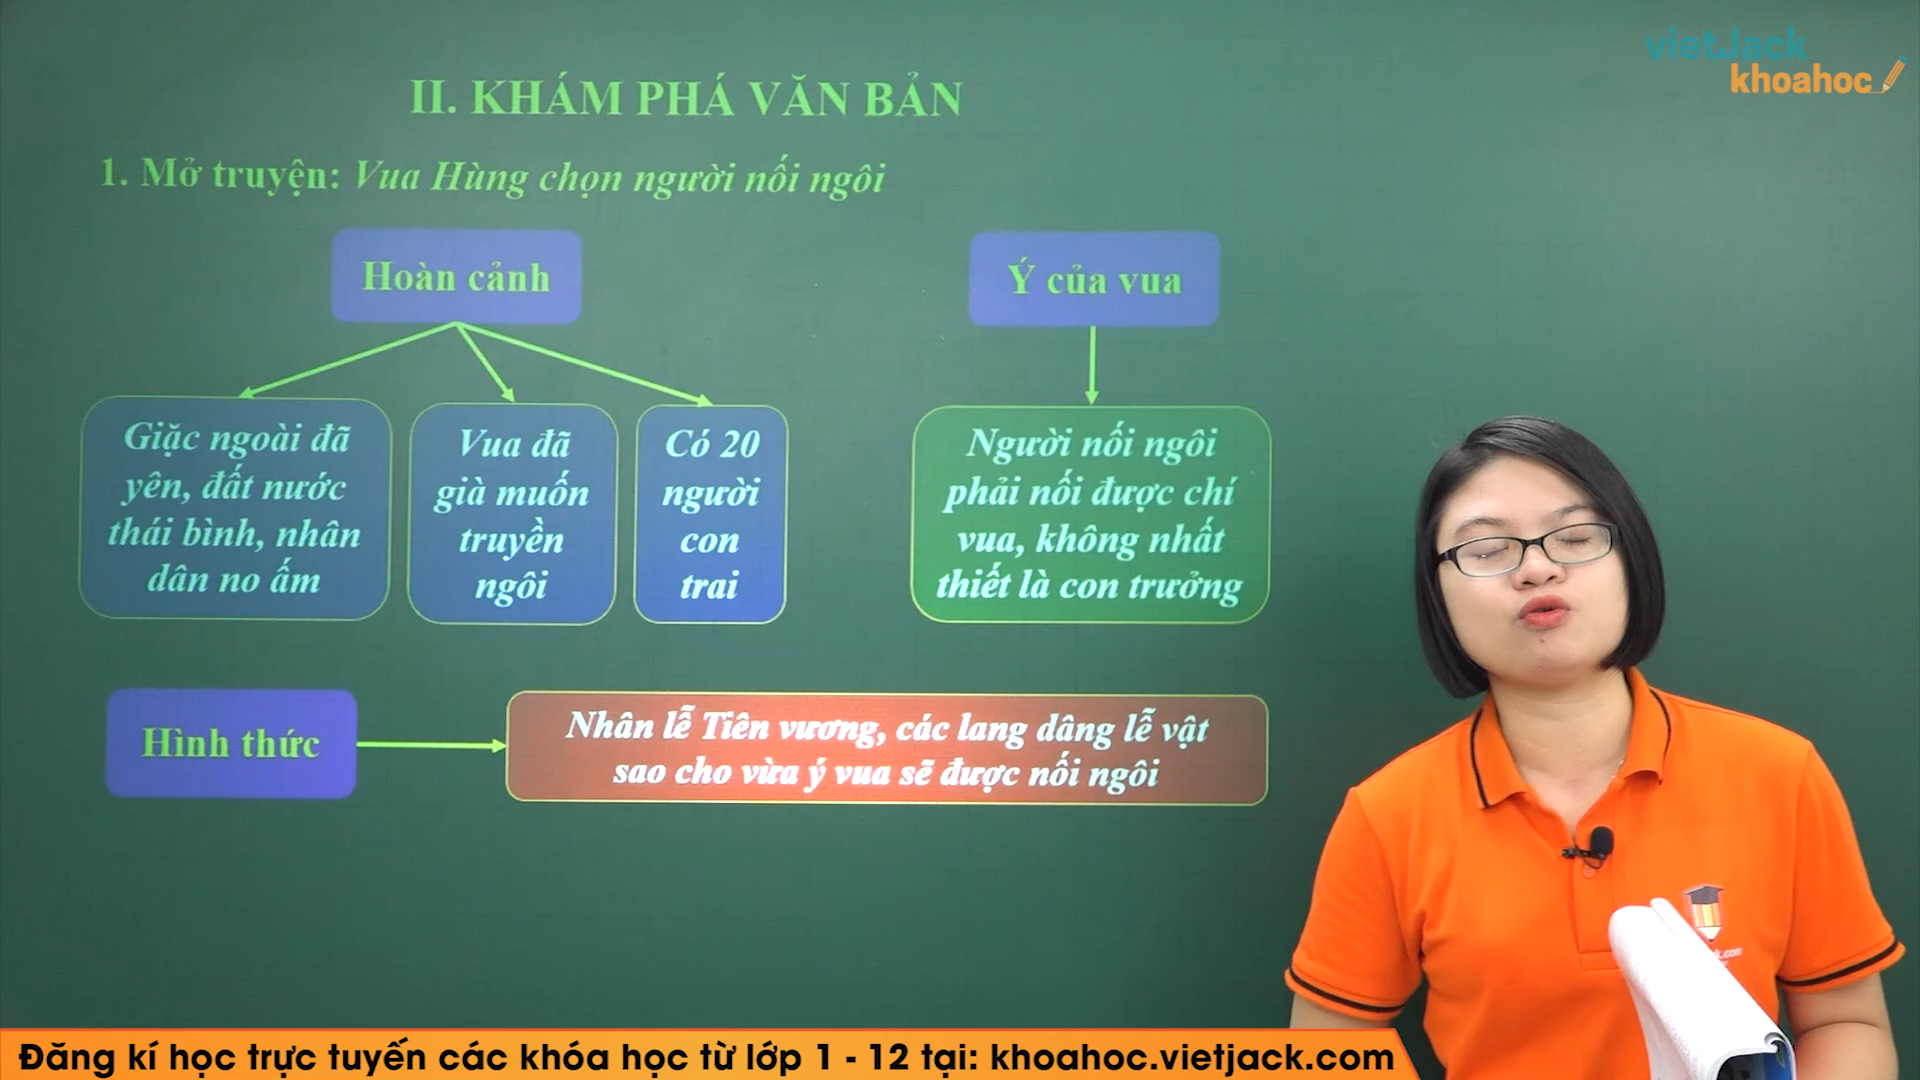 vietJack
khoahoc
II. KHÁM PHÁ VĂN BẢN
1. Mở truyện: Vua Hùng chọn người nối ngôi
Hoàn cảnh
Ý của vua
Giặc ngoài đã
yên, đất nước
thái bình, nhân
dân no ấm
Vua đã
già muốn
truyền
ngôi
Có 20
người
con
trai
Người nối ngôi
phải nối được chí
vua, không nhất
thiết là con trưởng
Hình thức
Nhân lễ Tiên vương, các lang dâng lễ vật
sao cho vừa ý vua sẽ được nối ngôi
Đăng kí học trực tuyến các khóa học từ lớp 1 - 12 tại: khoahoc.vietjack.com